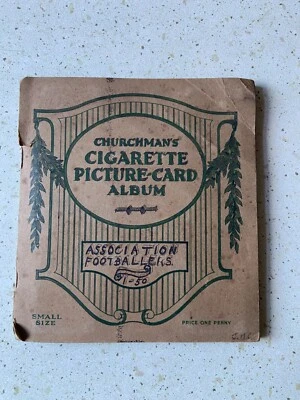 CHURCHMAN'S
CIGARETTE
PICTURE-CARD
ALBUM
ASSOCIATION
FOOTBALLERS.
1-50
SMALL
SIZE
PRICE ONE PENNY